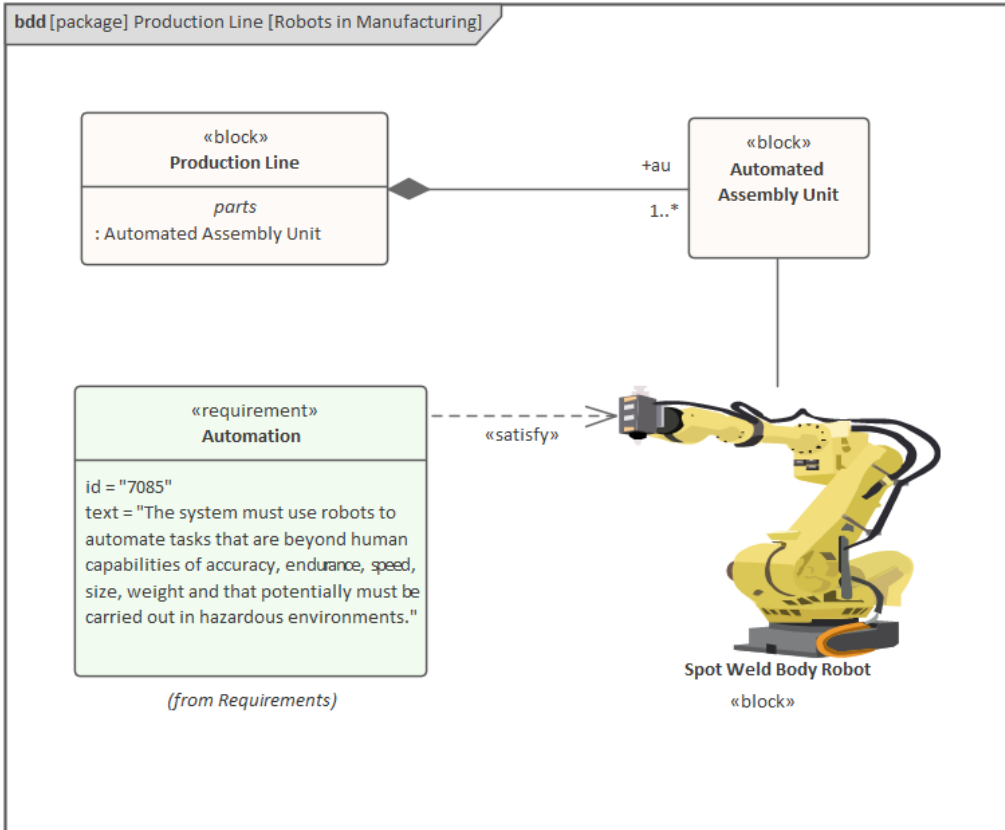 bdd [package] Production Line [Robots in Manufacturing]
«block»
Production Line
parts
: Automated Assembly Unit
+au
1..*
«block»
Automated
Assembly Unit
«requirement»
Automation
id = "7085"
text = "The system must use robots to
automate tasks that are beyond human
capabilities of accuracy, endurance, speed,
size, weight and that potentially must be
carried out in hazardous environments."
(from Requirements)
«satisfy»
Spot Weld Body Robot
«block»